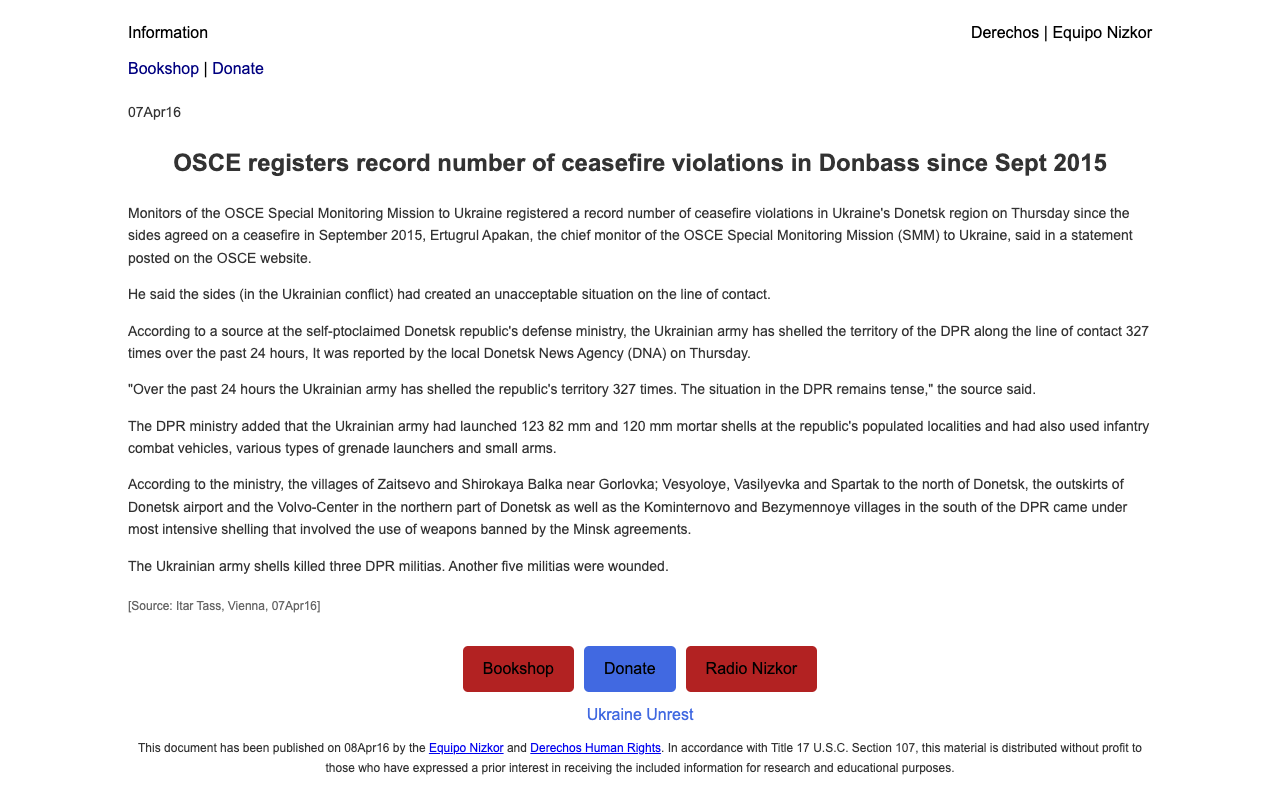 Information
Derechos | Equipo Nizkor
Bookshop | Donate
07Apr16
OSCE registers record number of ceasefire violations in Donbass since Sept 2015
Monitors of the OSCE Special Monitoring Mission to Ukraine registered a record number of ceasefire violations in Ukraine's Donetsk region on Thursday since the
sides agreed on a ceasefire in September 2015, Ertugrul Apakan, the chief monitor of the OSCE Special Monitoring Mission (SMM) to Ukraine, said in a statement
posted on the OSCE website.
He said the sides (in the Ukrainian conflict) had created an unacceptable situation on the line of contact.
According to a source at the self-ptoclaimed Donetsk republic's defense ministry, the Ukrainian army has shelled the territory of the DPR along the line of contact 327
times over the past 24 hours, It was reported by the local Donetsk News Agency (DNA) on Thursday.
"Over the past 24 hours the Ukrainian army has shelled the republic's territory 327 times. The situation in the DPR remains tense," the source said.
The DPR ministry added that the Ukrainian army had launched 123 82 mm and 120 mm mortar shells at the republic's populated localities and had also used infantry
combat vehicles, various types of grenade launchers and small arms.
According to the ministry, the villages of Zaitsevo and Shirokaya Balka near Gorlovka; Vesyoloye, Vasilyevka and Spartak to the north of Donetsk, the outskirts of
Donetsk airport and the Volvo-Center in the northern part of Donetsk as well as the Kominternovo and Bezymennoye villages in the south of the DPR came under
most intensive shelling that involved the use of weapons banned by the Minsk agreements.
The Ukrainian army shells killed three DPR militias. Another five militias were wounded.
[Source: Itar Tass, Vienna, 07Apr16]
Bookshop Donate Radio Nizkor
Ukraine Unrest
This document has been published on 08Apr16 by the Equipo Nizkor and Derechos Human Rights. In accordance with Title 17 U.S.C. Section 107, this material is distributed without profit to
those who have expressed a prior interest in receiving the included information for research and educational purposes.